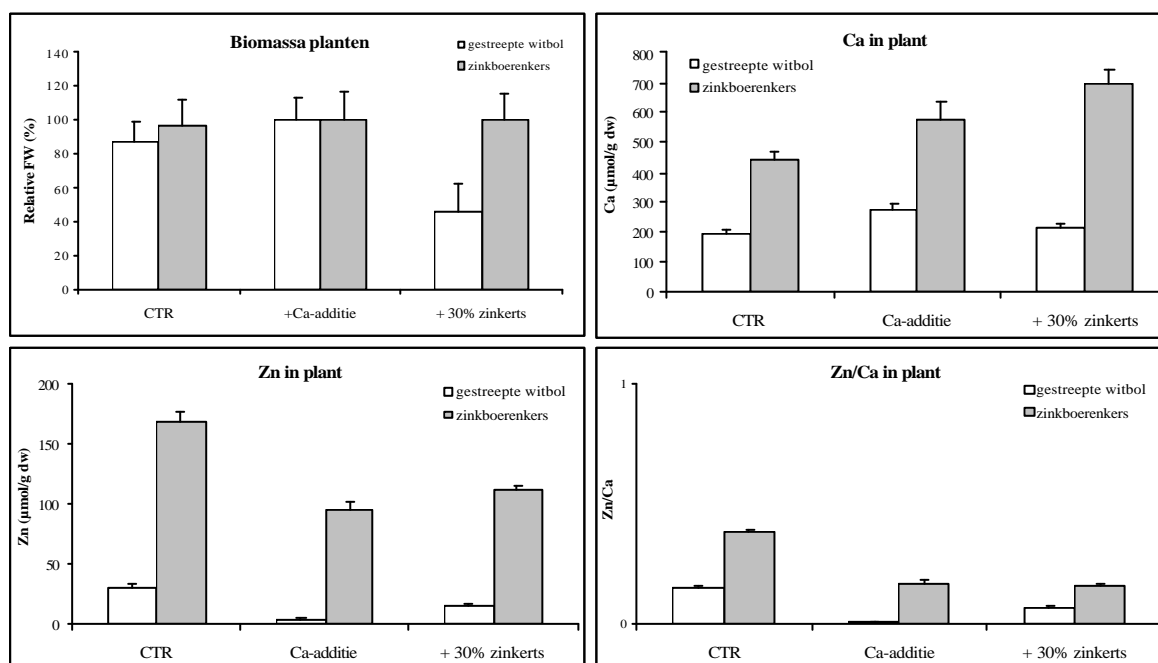 Biomassa planten
gestreepte witbol
zinkboerenkers
Relative FW (%)
140
120
100
80
60
40
20
0
CTR
+Ca-additie
+ 30% zinkerts
Ca in plant
gestreepte witbol
zinkboerenkers
Ca (µmol/g dw)
800
700
600
500
400
300
200
100
0
CTR
Ca-additie
+ 30% zinkerts
Zn in plant
gestreepte witbol
zinkboerenkers
Zn (µmol/g dw)
200
150
100
50
0
CTR
Ca-additie
+ 30% zinkerts
Zn/Ca in plant
gestreepte witbol
zinkboerenkers
Zn/Ca
1
0
CTR
Ca-additie
+ 30% zinkerts